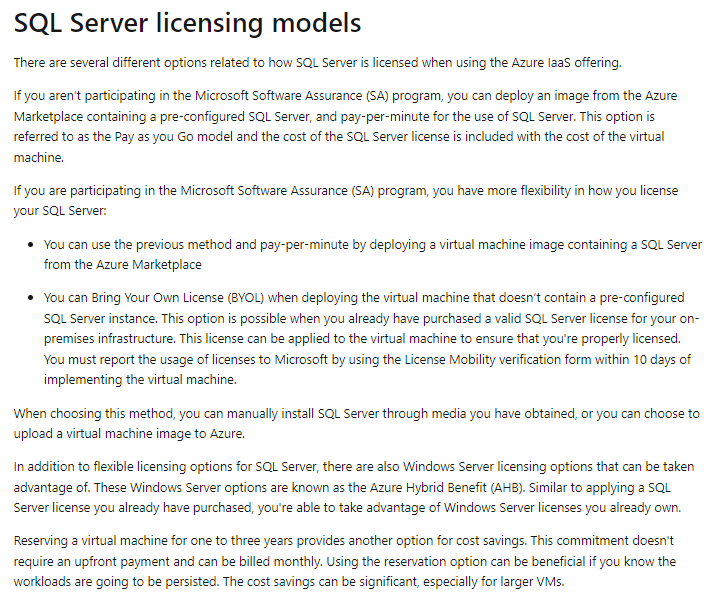 SQL Server licensing models
There are several different options related to how SQL Server is licensed when using the Azure IaaS offering.
If you aren't participating in the Microsoft Software Assurance (SA) program, you can deploy an image from the Azure
Marketplace containing a pre-configured SQL Server, and pay-per-minute for the use of SQL Server. This option is
referred to as the Pay as you Go model and the cost of the SQL Server license is included with the cost of the virtual
machine.
If you are participating in the Microsoft Software Assurance (SA) program, you have more flexibility in how you license
your SQL Server:
• You can use the previous method and pay-per-minute by deploying a virtual machine image containing a SQL Server
from the Azure Marketplace
• You can Bring Your Own License (BYOL) when deploying the virtual machine that doesn't contain a pre-configured
SQL Server instance. This option is possible when you already have purchased a valid SQL Server license for your on-
premises infrastructure. This license can be applied to the virtual machine to ensure that you're properly licensed.
You must report the usage of licenses to Microsoft by using the License Mobility verification form within 10 days of
implementing the virtual machine.
When choosing this method, you can manually install SQL Server through media you have obtained, or you can choose to
upload a virtual machine image to Azure.
In addition to flexible licensing options for SQL Server, there are also Windows Server licensing options that can be taken
advantage of. These Windows Server options are known as the Azure Hybrid Benefit (AHB). Similar to applying a SQL
Server license you already have purchased, you're able to take advantage of Windows Server licenses you already own.
Reserving a virtual machine for one to three years provides another option for cost savings. This commitment doesn't
require an upfront payment and can be billed monthly. Using the reservation option can be beneficial if you know the
workloads are going to be persisted. The cost savings can be significant, especially for larger VMs.